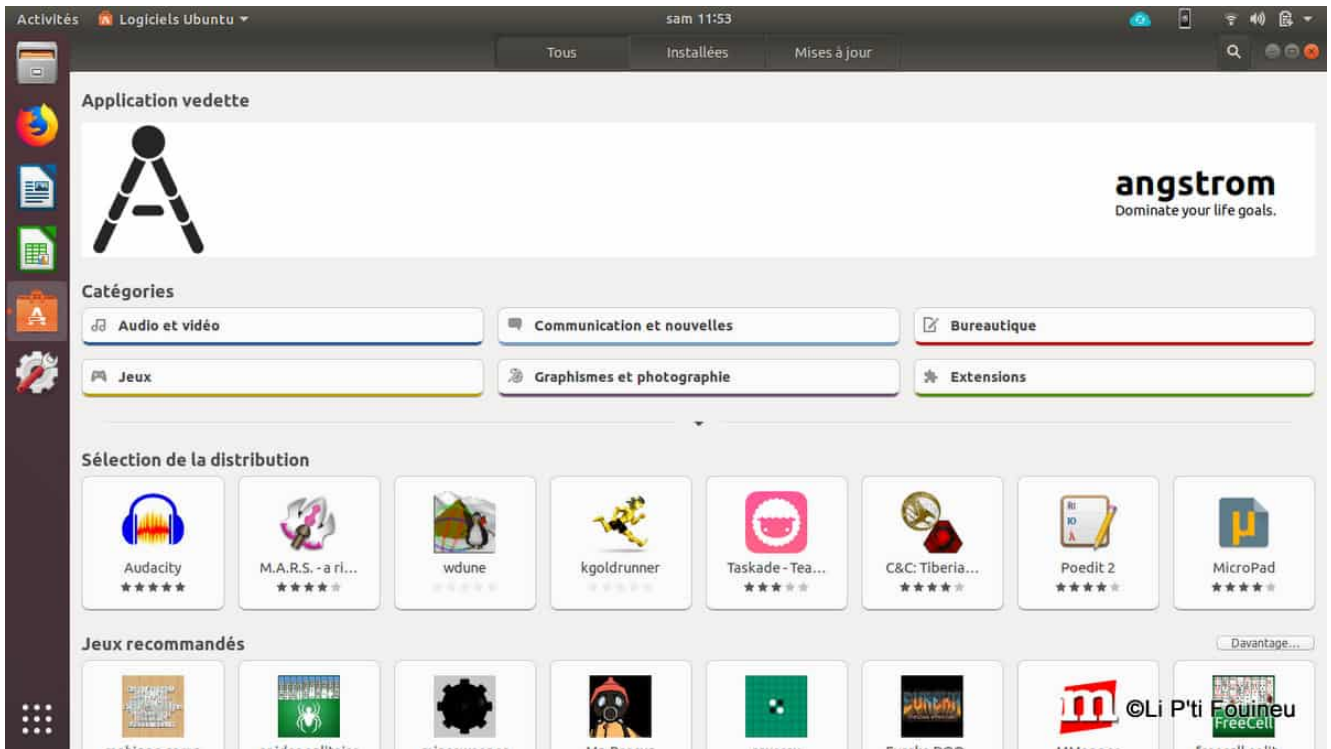 Activités Logiciels Ubuntu sam 11:53
Tous Installées Mises à jour
Application vedette
angstrom
Dominate your life goals.
Catégories
Audio et vidéo Communication et nouvelles Bureautique
Jeux Graphismes et photographie Extensions
Sélection de la distribution
Audacity M.A.R.S. - a ri... wdune kgoldrunner Taskade - Tea... C&C: Tiberia... Poedit 2 MicroPad
Jeux recommandés Davantage...
©Li P'ti Fouineu
FreeCell